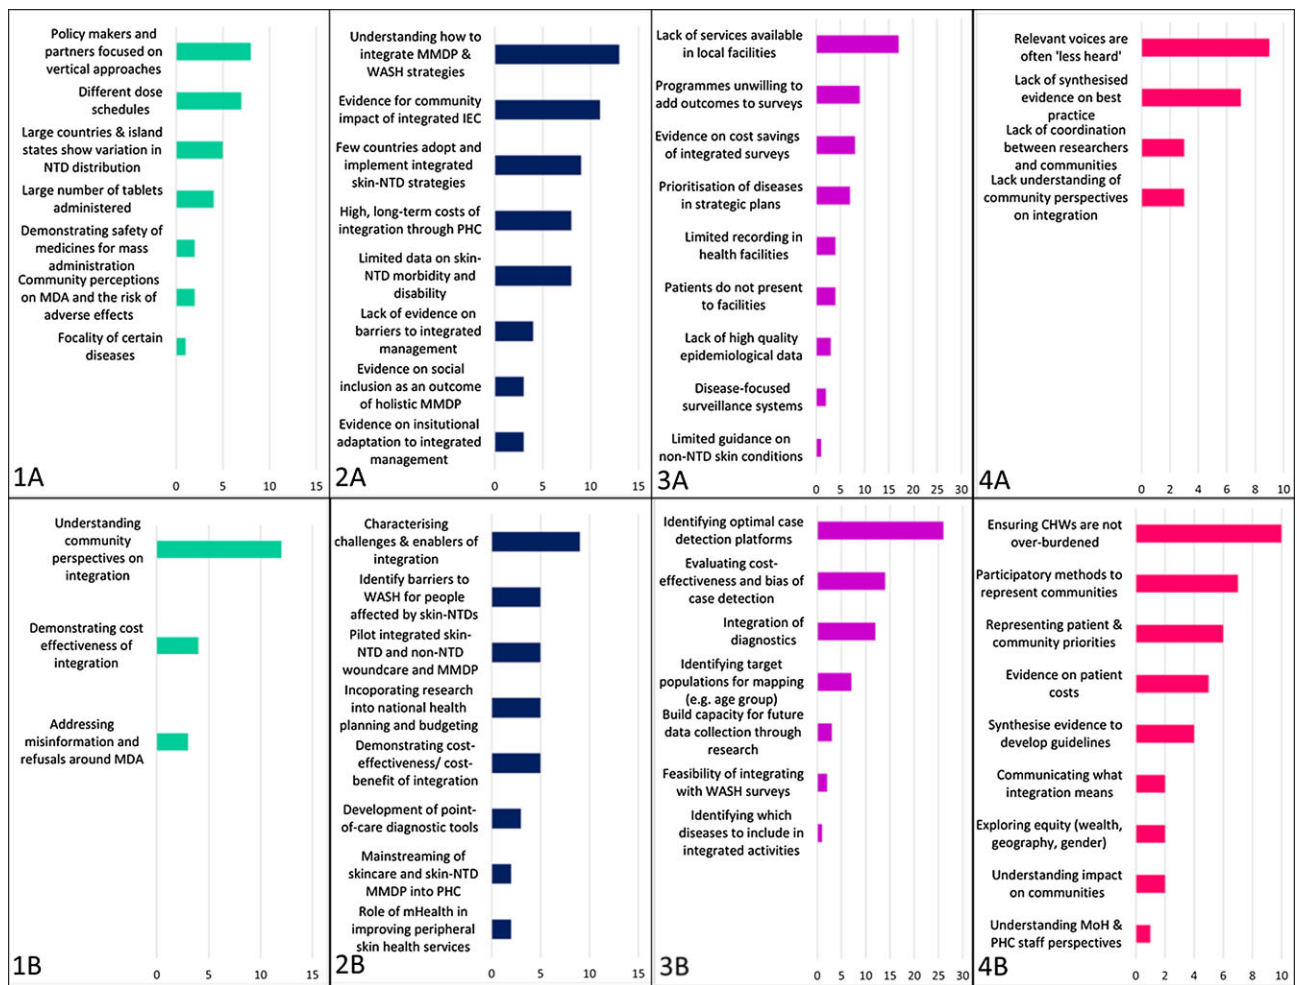 Policy makers and
partners focused on
vertical approaches
Different dose
schedules
Large countries & island
states show variation in
NTD distribution
Large number of tablets
administered
Demonstrating safety of
medicines for mass
administration
Community perceptions
on MDA and the risk of
adverse effects
Focality of certain
diseases
0 5 10 15
1A
Understanding how to
integrate MMDP &
WASH strategies
Evidence for community
impact of integrated IEC
Few countries adopt and
implement integrated
skin-NTD strategies
High, long-term costs of
integration through PHC
Limited data on skin-
NTD morbidity and
disability
Lack of evidence on
barriers to integrated
management
Evidence on social
inclusion as an outcome
of holistic MMDP
Evidence on insitutional
adaptation to integrated
management
0 5 10 15
2A
Lack of services available
in local facilities
Programmes unwilling to
add outcomes to surveys
Evidence on cost savings
of integrated surveys
Prioritisation of diseases
in strategic plans
Limited recording in
health facilities
Patients do not present
to facilities
Lack of high quality
epidemiological data
Disease-focused
surveillance systems
Limited guidance on
non-NTD skin conditions
0 5 10 15 20 25 30
3A
Relevant voices are
often 'less heard'
Lack of synthesised
evidence on best
practice
Lack of coordination
between researchers
and communities
Lack understanding of
community perspectives
on integration
0 2 4 6 8 10
4A
Understanding
community
perspectives on
integration
Demonstrating cost
effectiveness of
integration
Addressing
misinformation and
refusals around MDA
0 5 10 15
1B
Characterising
challenges & enablers of
integration
Identify barriers to
WASH for people
affected by skin-NTDs
Pilot integrated skin-
NTD and non-NTD
woundcare and MMDP
Incoporating research
into national health
planning and budgeting
Demonstrating cost-
effectiveness/ cost-
benefit of integration
Development of point-
of-care diagnostic tools
Mainstreaming of
skincare and skin-NTD
MMDP into PHC
Role of mHealth in
improving peripheral
skin health services
0 5 10 15
2B
Identifying optimal case
detection platforms
Evaluating cost-
effectiveness and bias of
case detection
Integration of
diagnostics
Identifying target
populations for mapping
(e.g. age group)
Build capacity for future
data collection through
research
Feasibility of integrating
with WASH surveys
Identifying which
diseases to include in
integrated activities
0 5 10 15 20 25 30
3B
Ensuring CHWs are not
over-burdened
Participatory methods to
represent communities
Representing patient &
community priorities
Evidence on patient
costs
Synthesise evidence to
develop guidelines
Communicating what
integration means
Exploring equity (wealth,
geography, gender)
Understanding impact
on communities
Understanding MoH &
PHC staff perspectives
0 2 4 6 8 10
4B